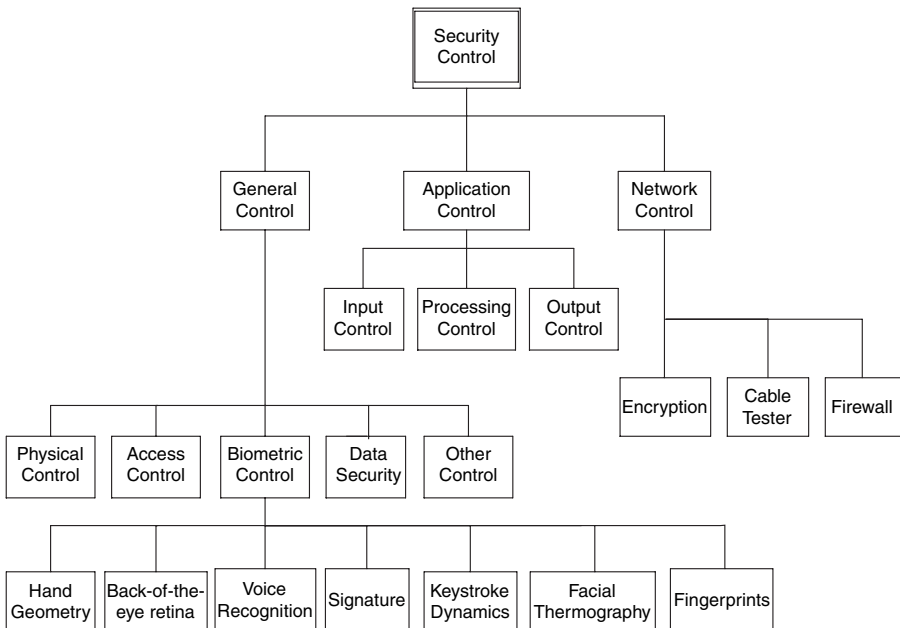 Security
Control
General
Control
Application
Control
Network
Control
Input
Control
Processing
Control
Output
Control
Encryption
Cable
Tester
Firewall
Physical
Control
Access
Control
Biometric
Control
Data
Security
Other
Control
Hand
Geometry
Back-of-the-
eye retina
Voice
Recognition
Signature
Keystroke
Dynamics
Facial
Thermography
Fingerprints